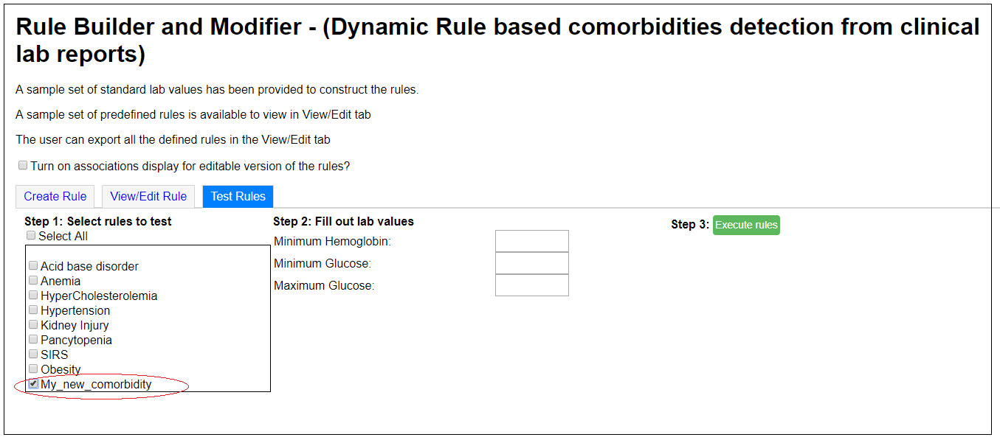 Rule Builder and Modifier - (Dynamic Rule based comorbidities detection from clinical
lab reports)
A sample set of standard lab values has been provided to construct the rules.
A sample set of predefined rules is available to view in View/Edit tab
The user can export all the defined rules in the View/Edit tab
Turn on associations display for editable version of the rules?
Create Rule View/Edit Rule Test Rules
Step 1: Select rules to test
Select All
Acid base disorder
Anemia
HyperCholesterolemia
Hypertension
Kidney Injury
Pancytopenia
SIRS
Obesity
My_new_comorbidity
Step 2: Fill out lab values
Minimum Hemoglobin:
Minimum Glucose:
Maximum Glucose:
Step 3: Execute rules